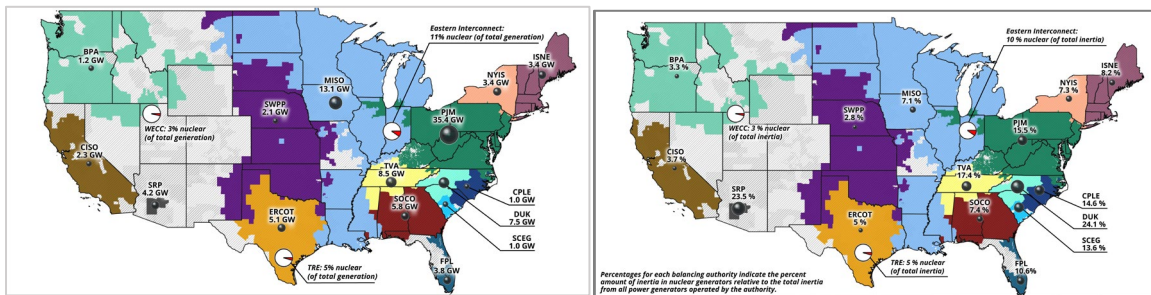 Eastern Interconnect:
11% nuclear (of total generation)
BPA
1.2 GW
ISNE
3.4 GW
NYIS
3.4 GW
MISO
13.1 GW
SWPP
2.1 GW
PJM
35.4 GW
WECC: 3% nuclear
(of total generation)
CISO
2.3 GW
TVA
8.5 GW
SRP
4.2 GW
CPLE
1.0 GW
SOCO
5.8 GW
ERCOT
5.1 GW
DUK
7.5 GW
SCEG
1.0 GW
TRE: 5% nuclear
(of total generation)
FPL
3.8 GW
Eastern Interconnect:
10 % nuclear (of total inertia)
BPA
3.3 %
ISNE
8.2 %
NYIS
7.3 %
MISO
7.1 %
SWPP
2.8 %
PJM
15.5 %
WECC: 3 % nuclear
(of total inertia)
CISO
3.7 %
TVA
17.4 %
SRP
23.5 %
CPLE
14.6 %
SOCO
7.4 %
ERCOT
5 %
DUK
24.1 %
SCEG
13.6 %
TRE: 5 % nuclear
(of total inertia)
FPL
10.6%
Percentages for each balancing authority indicate the percent
amount of inertia in nuclear generators relative to the total inertia
from all power generators operated by the authority.